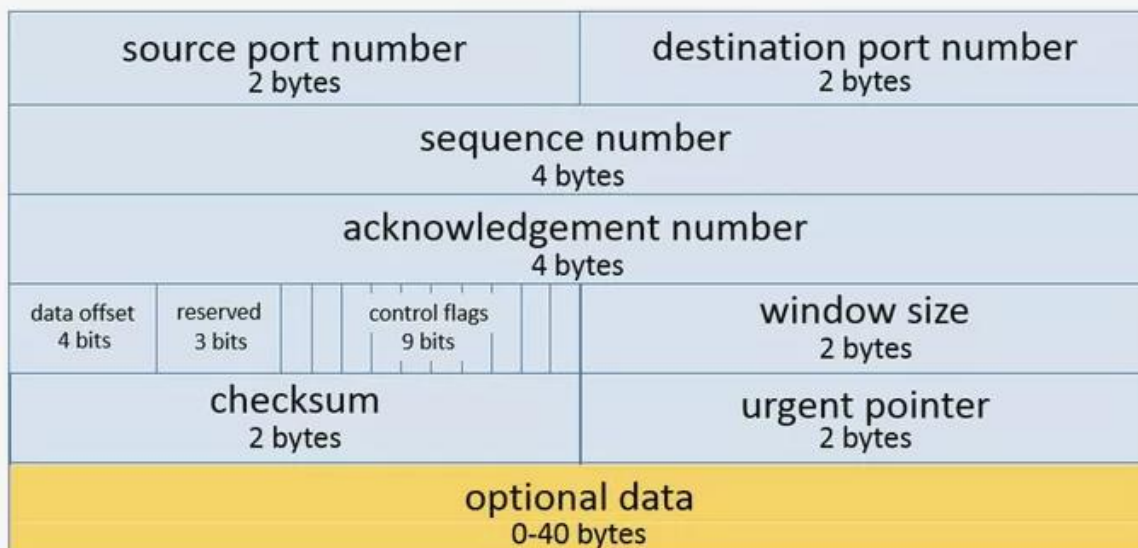 source port number
2 bytes
destination port number
2 bytes
sequence number
4 bytes
acknowledgement number
4 bytes
data offset
4 bits
reserved
3 bits
control flags
9 bits
window size
2 bytes
checksum
2 bytes
urgent pointer
2 bytes
optional data
0-40 bytes